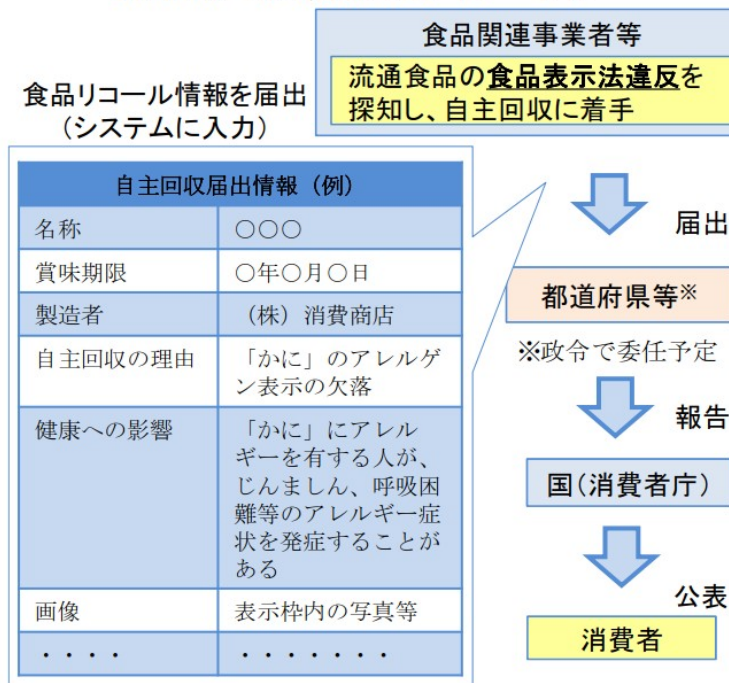 食品関連事業者等
流通食品の食品表示法違反を
探知し、自主回収に着手
食品リコール情報を届出
（システムに入力）
自主回収届出情報（例）
名称 ○○○
賞味期限 ○年○月○日
製造者 （株）消費商店
自主回収の理由 「かに」のアレルゲ
ン表示の欠落
健康への影響 「かに」にアレル
ギーを有する人が、
じんましん、呼吸困
難等のアレルギー症
状を発症することが
ある
画像 表示枠内の写真等
・・・・ ・・・・・・・
届出
都道府県等※
※政令で委任予定
報告
国（消費者庁）
公表
消費者